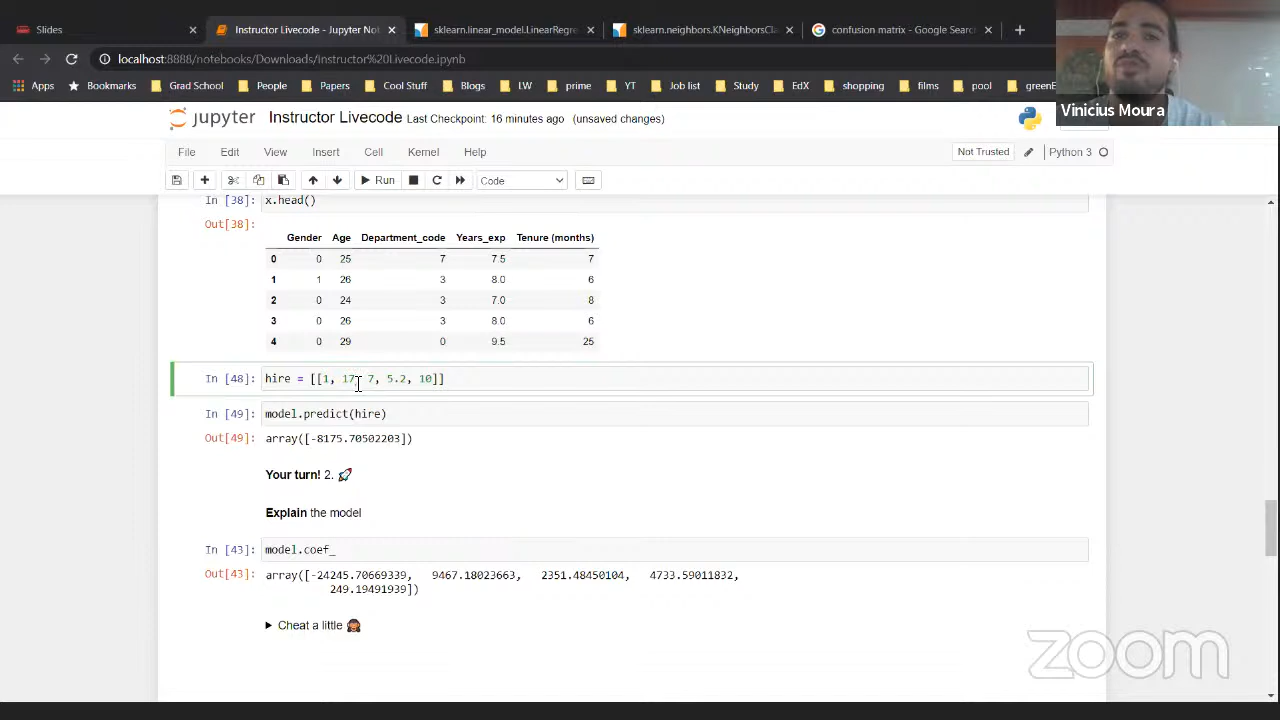 Slides
Instructor Livecode - Jupyter Not
sklearn.linear_model.LinearRegre
sklearn.neighbors.KNeighborsCla
confusion matrix - Google Search
localhost:8888/notebooks/Downloads/Instructor%20Livecode.ipynb
Apps Bookmarks Grad School People Papers Cool Stuff Blogs LW prime YT Job list Study EdX shopping films pool greenE
Vinicius Moura
jupyter Instructor Livecode Last Checkpoint: 16 minutes ago (unsaved changes)
File Edit View Insert Cell Kernel Help Not Trusted Python 3
Run Code
In [38]: x.head()
Out[38]:
Gender Age Department_code Years_exp Tenure (months)
0 0 25 7 7.5 7
1 1 26 3 8.0 6
2 0 24 3 7.0 8
3 0 26 3 8.0 6
4 0 29 0 9.5 25
In [48]: hire = [[1, 17, 7, 5.2, 10]]
In [49]: model.predict(hire)
Out[49]: array([-8175.70502203])
Your turn! 2. 🚀
Explain the model
In [43]: model.coef_
Out[43]: array([-24245.70669339, 9467.18023663, 2351.48450104, 4733.59011832,
249.19491939])
Cheat a little
zoom